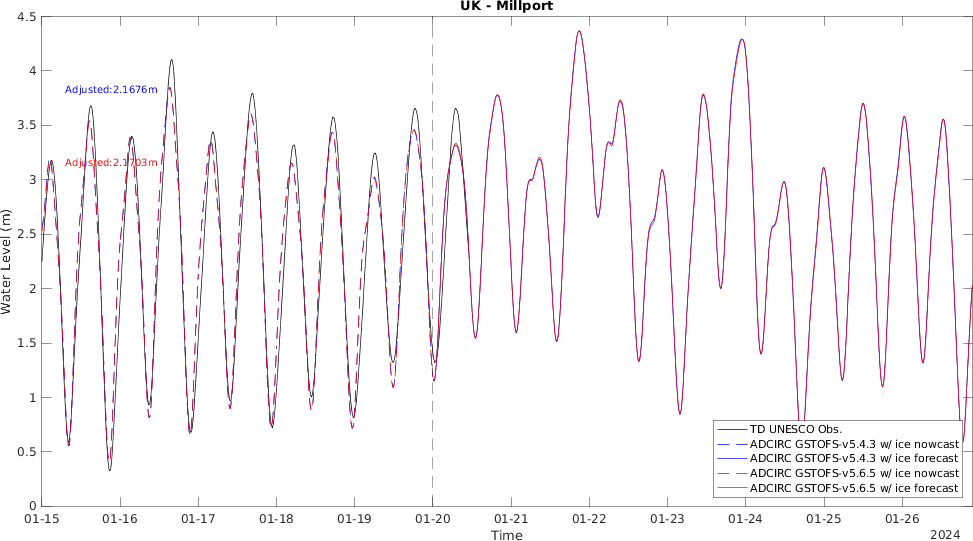 UK - Millport
4.5
4
3.5
3
2.5
2
1.5
1
0.5
0
Water Level (m)
Adjusted:2.1676m
Adjusted:2.1703m
TD UNESCO Obs.
ADCIRC GSTOFS-v5.4.3 w/ ice nowcast
ADCIRC GSTOFS-v5.4.3 w/ ice forecast
ADCIRC GSTOFS-v5.6.5 w/ ice nowcast
ADCIRC GSTOFS-v5.6.5 w/ ice forecast
01-15 01-16 01-17 01-18 01-19 01-20 01-21 01-22 01-23 01-24 01-25 01-26
Time
2024